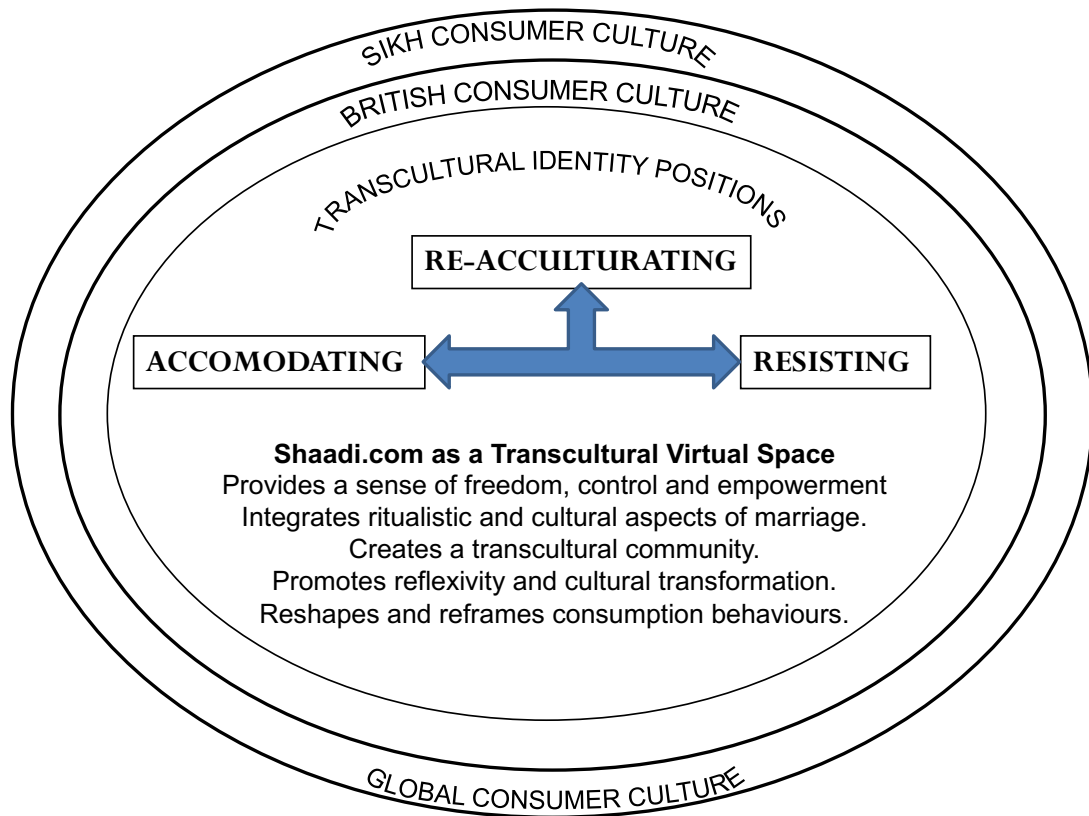 SIKH CONSUMER CULTURE
BRITISH CONSUMER CULTURE
TRANSCULTURAL IDENTITY POSITIONS
RE-ACCULTURATING
ACCOMODATING
RESISTING
Shaadi.com as a Transcultural Virtual Space
Provides a sense of freedom, control and empowerment
Integrates ritualistic and cultural aspects of marriage.
Creates a transcultural community.
Promotes reflexivity and cultural transformation.
Reshapes and reframes consumption behaviours.
GLOBAL CONSUMER CULTURE